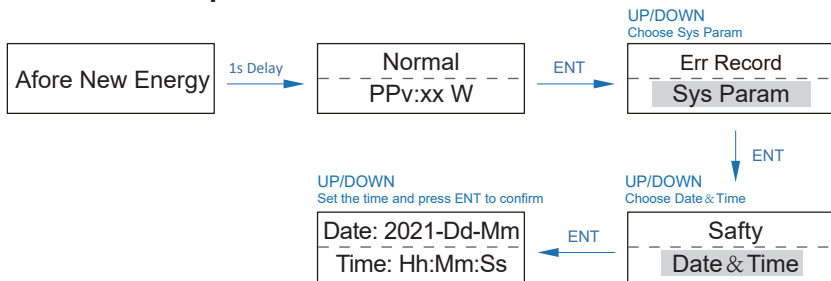 UP/DOWN
Choose Sys Param
Afore New Energy
1s Delay
Normal
PPv:xx W
ENT
Err Record
Sys Param
ENT
UP/DOWN
Set the time and press ENT to confirm
UP/DOWN
Choose Date&Time
Date: 2021-Dd-Mm
Time: Hh:Mm:Ss
ENT
Safty
Date&Time